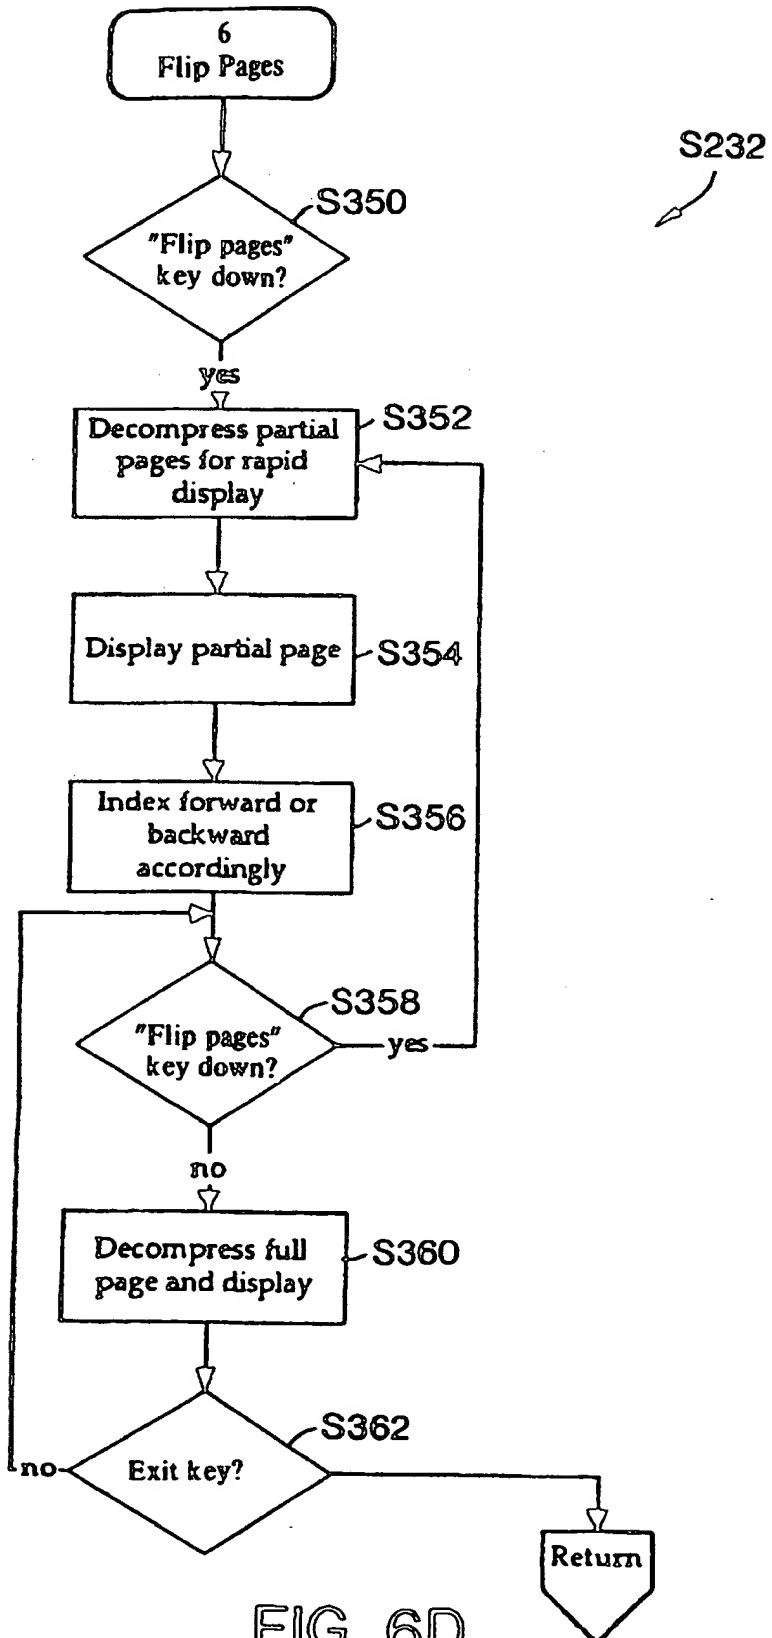 6
Flip Pages
S232
S350
"Flip pages"
key down?
yes
S352
Decompress partial
pages for rapid
display
Display partial page
S354
Index forward or
backward
accordingly
S356
S358
"Flip pages"
key down?
yes
no
Decompress full
page and display
S360
S362
Exit key?
no
Return
FIG. 6D